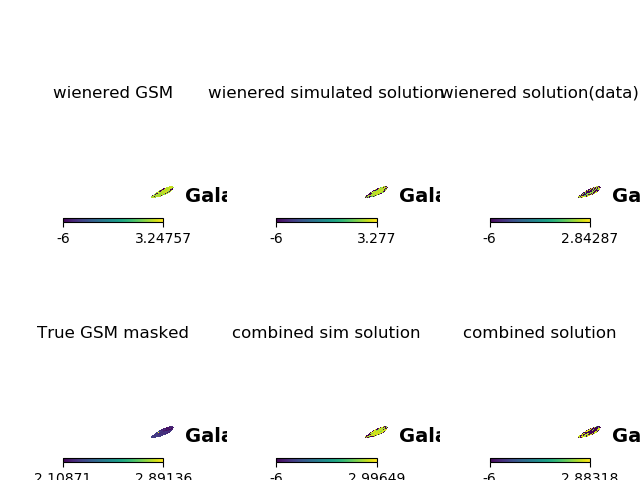 wienered GSM wienered simulated solution wienered solution(data)
Gala Gala Ga
-6 3.24757 -6 3.277 -6 2.84287
True GSM masked combined sim solution combined solution
Gala Gala Ga
2.10871 2.89136 -6 2.99649 -6 2.88318